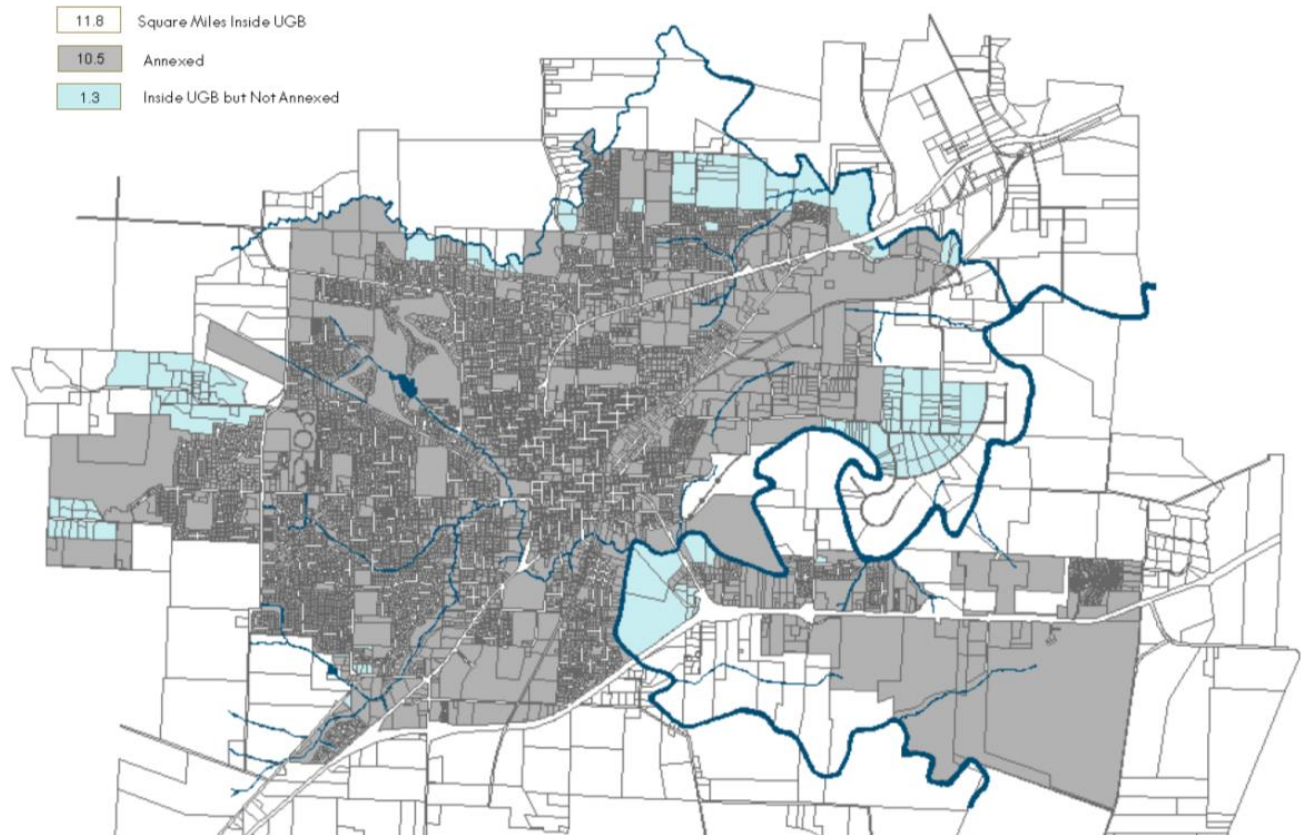 11.8 Square Miles Inside UGB
10.5 Annexed
1.3 Inside UGB but Not Annexed